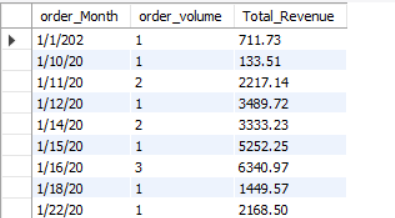 order_Month order_volume Total_Revenue
1/1/202 1 711.73
1/10/20 1 133.51
1/11/20 2 2217.14
1/12/20 1 3489.72
1/14/20 2 3333.23
1/15/20 1 5252.25
1/16/20 3 6340.97
1/18/20 1 1449.57
1/22/20 1 2168.50